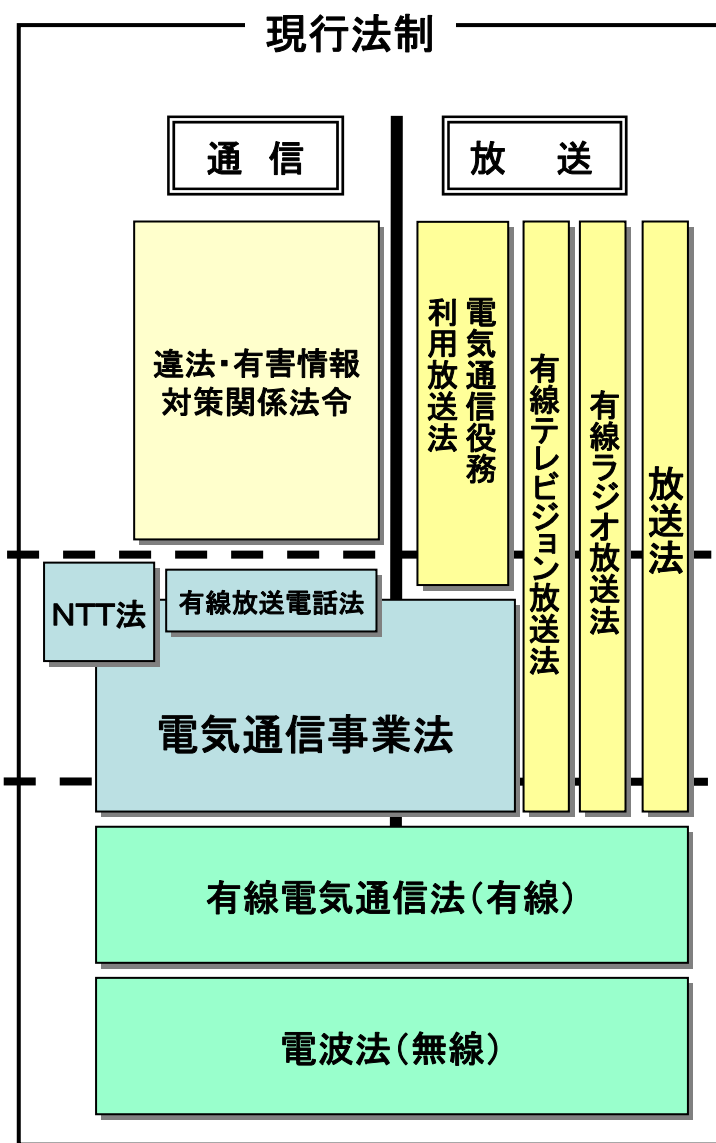 現行法制
通信
放送
違法・有害情報
対策関係法令
電気通信役務
利用放送法
有線テレビジョン放送法
有線ラジオ放送法
放送法
NTT法
有線放送電話法
電気通信事業法
有線電気通信法(有線)
電波法(無線)